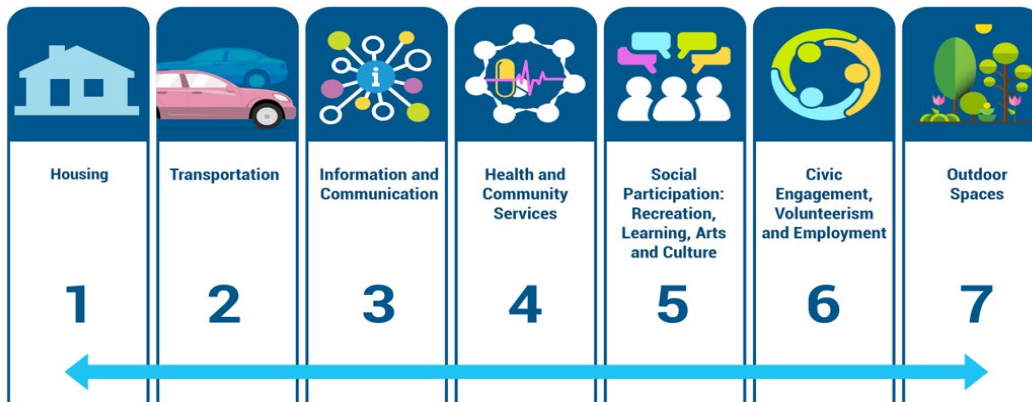 i
Housing
Transportation
Information and
Communication
Health and
Community
Services
Social
Participation:
Recreation,
Learning, Arts
and Culture
Civic
Engagement,
Volunteerism
and Employment
Outdoor
Spaces
1
2
3
4
5
6
7